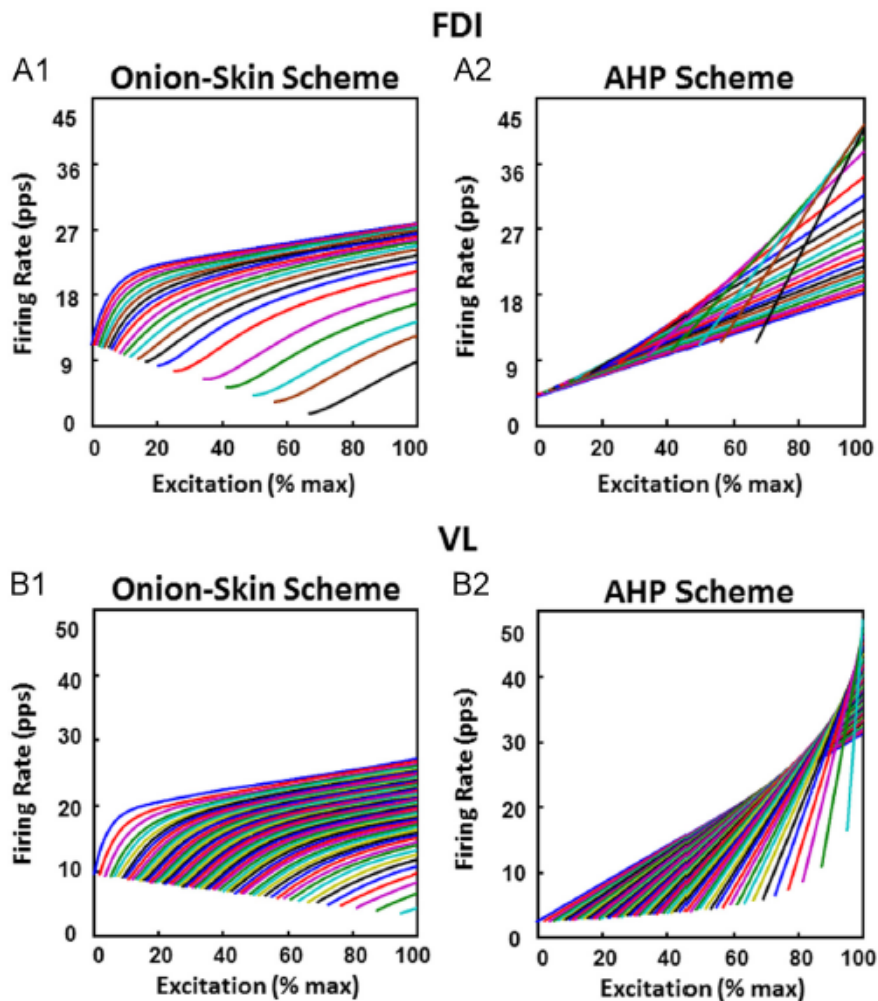 FDI
A1
Onion-Skin Scheme
45
36
27
18
9
0
Firing Rate (pps)
0 20 40 60 80 100
Excitation (% max)
A2
AHP Scheme
45
36
27
18
9
0
Firing Rate (pps)
0 20 40 60 80 100
Excitation (% max)
VL
B1
Onion-Skin Scheme
50
40
30
20
10
0
Firing Rate (pps)
0 20 40 60 80 100
Excitation (% max)
B2
AHP Scheme
50
40
30
20
10
0
Firing Rate (pps)
0 20 40 60 80 100
Excitation (% max)